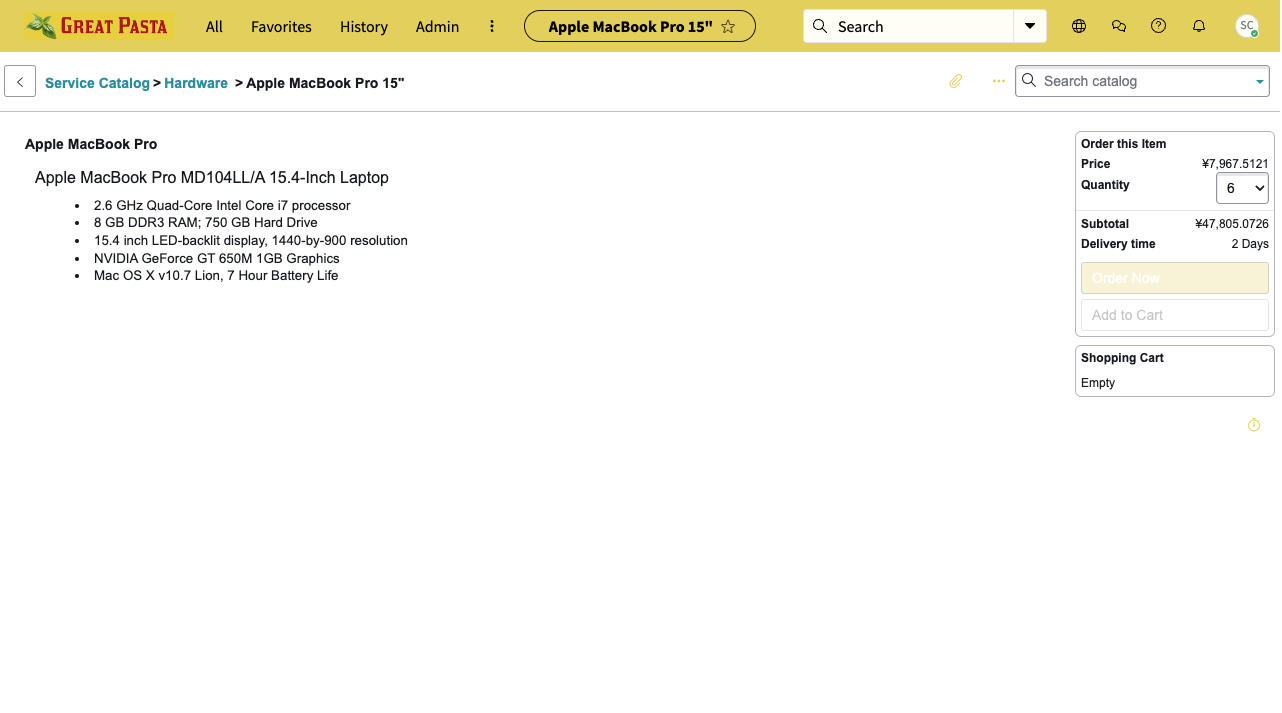 GREAT PASTA All Favorites History Admin Apple MacBook Pro 15" Search SC
Service Catalog > Hardware > Apple MacBook Pro 15" Search catalog
Apple MacBook Pro
Apple MacBook Pro MD104LL/A 15.4-Inch Laptop
• 2.6 GHz Quad-Core Intel Core i7 processor
• 8 GB DDR3 RAM; 750 GB Hard Drive
• 15.4 inch LED-backlit display, 1440-by-900 resolution
• NVIDIA GeForce GT 650M 1GB Graphics
• Mac OS X v10.7 Lion, 7 Hour Battery Life
Order this Item
Price ¥7,967.5121
Quantity 6
Subtotal ¥47,805.0726
Delivery time 2 Days
Order Now
Add to Cart
Shopping Cart
Empty